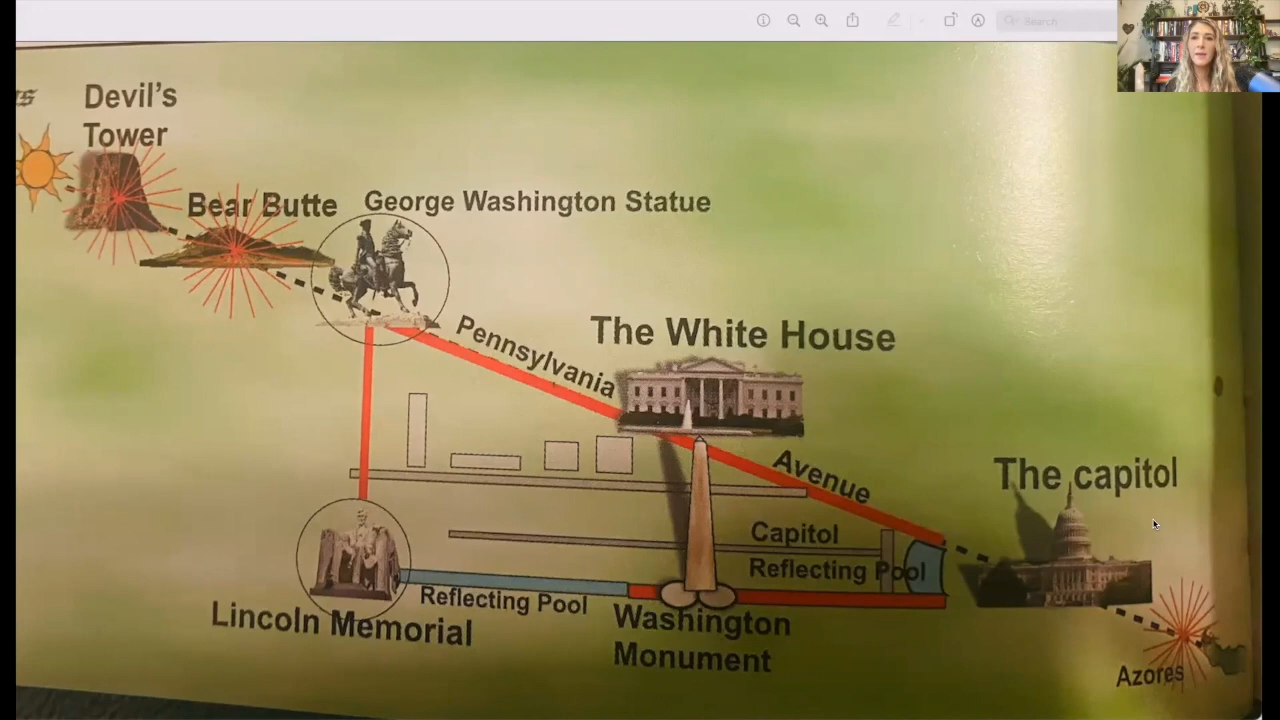 Search
Devil's
Tower
Bear Butte
George Washington Statue
Pennsylvania
The White House
Avenue
The capitol
Capitol
Reflecting Pool
Reflecting Pool
Lincoln Memorial
Washington
Monument
Azores